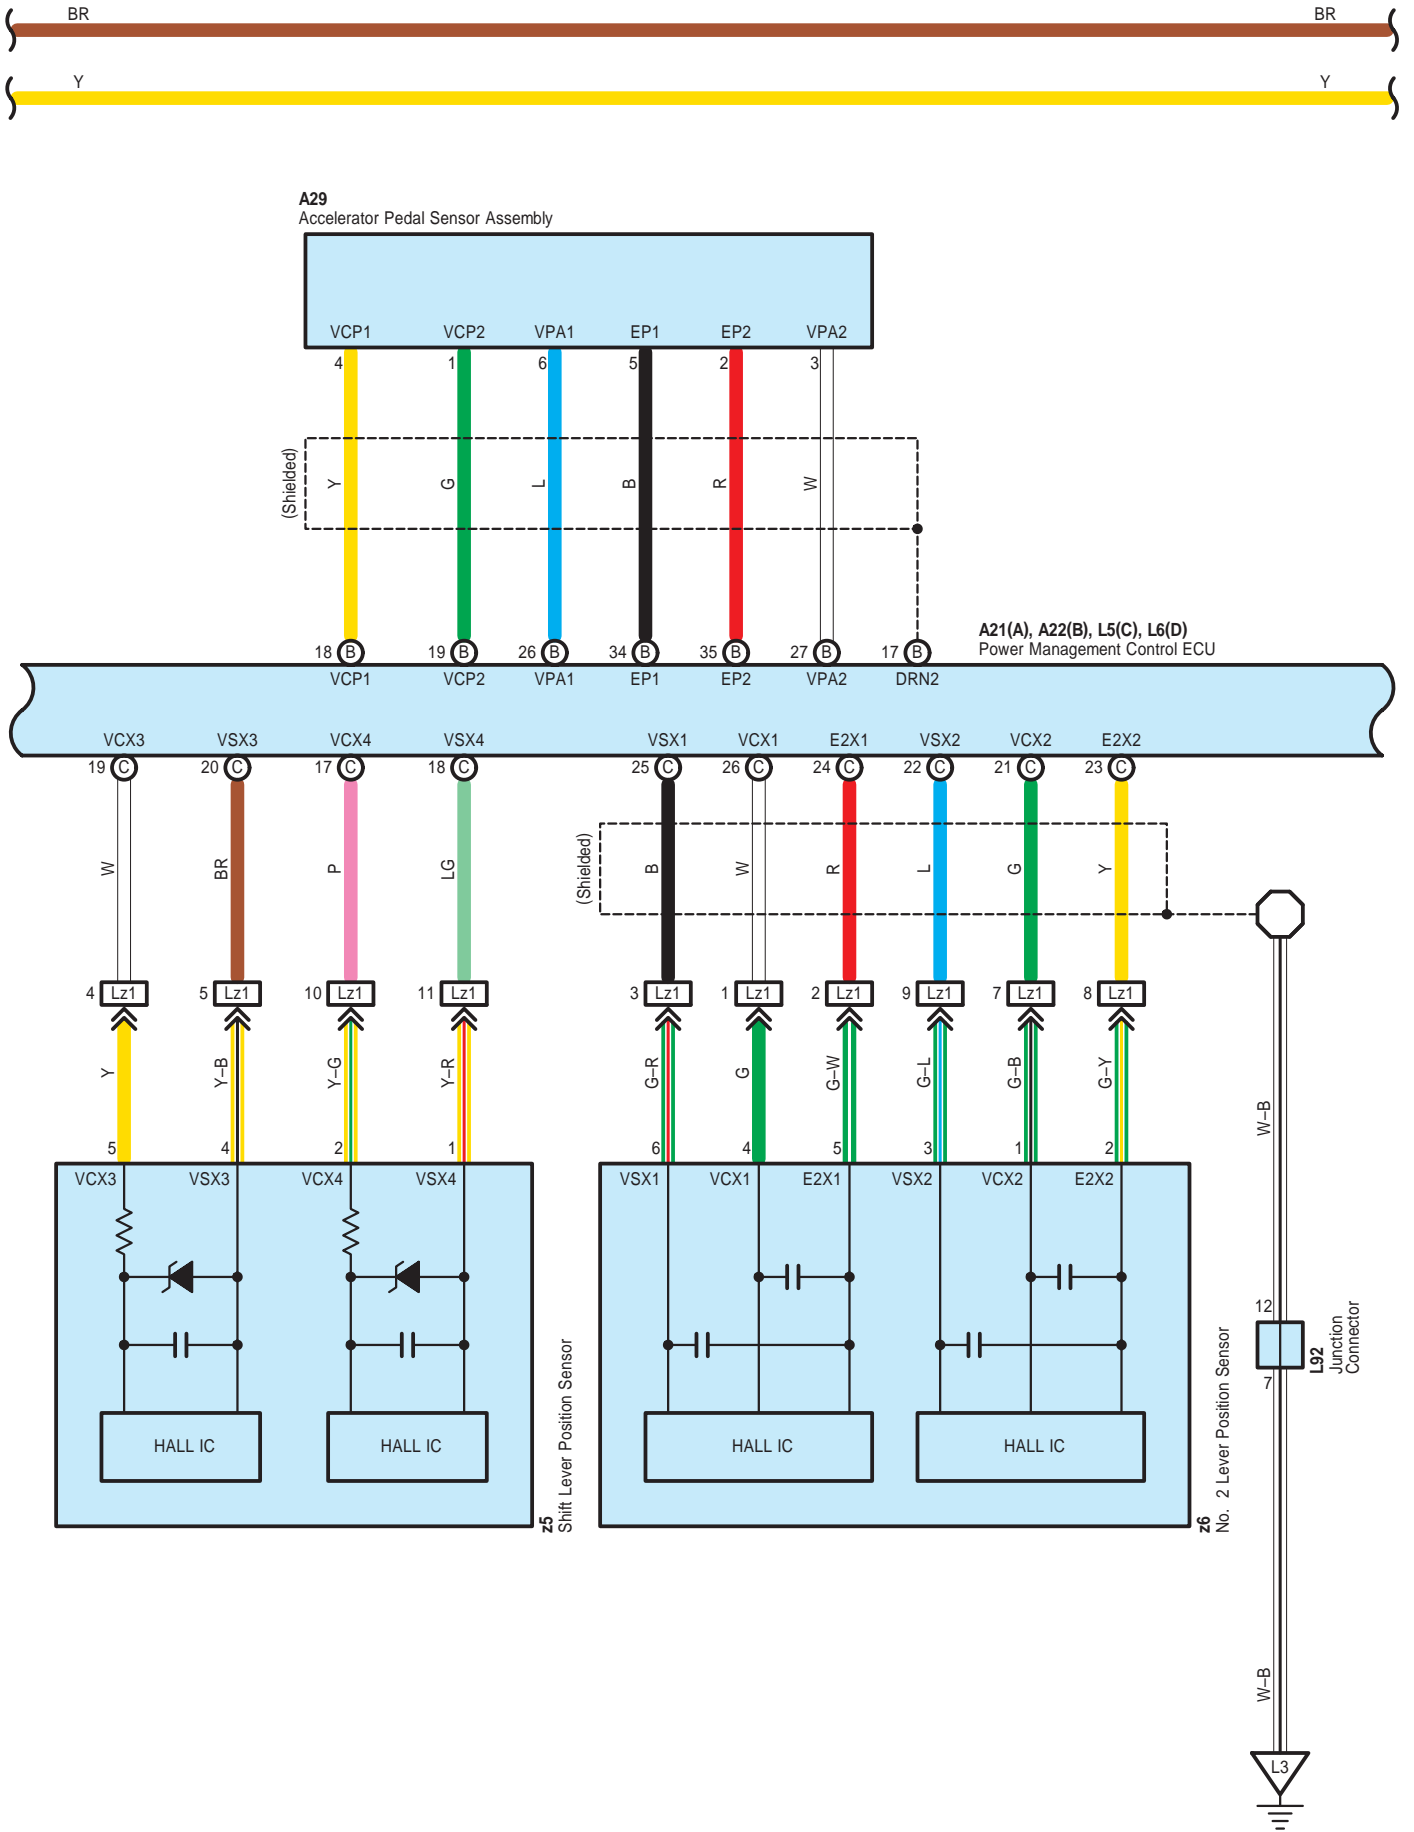 BR BR
Y Y
A29
Accelerator Pedal Sensor Assembly
VCP1 VCP2 VPA1 EP1 EP2 VPA2
4 1 6 5 2 3
(Shielded)
Y G L B R W
A21(A), A22(B), L5(C), L6(D)
Power Management Control ECU
18 B 19 B 26 B 34 B 35 B 27 B 17 B
VCP1 VCP2 VPA1 EP1 EP2 VPA2 DRN2
VCX3 VSX3 VCX4 VSX4 VSX1 VCX1 E2X1 VSX2 VCX2 E2X2
19 C 20 C 17 C 18 C 25 C 26 C 24 C 22 C 21 C 23 C
(Shielded)
W BR P LG B W R L G Y
4 Lz1 5 Lz1 10 Lz1 11 Lz1 3 Lz1 1 Lz1 2 Lz1 9 Lz1 7 Lz1 8 Lz1
Y Y–B Y–G Y–R G–R G G–W G–L G–B G–Y
W–B
5 4 2 1 6 4 5 3 1 2
VCX3 VSX3 VCX4 VSX4 VSX1 VCX1 E2X1 VSX2 VCX2 E2X2
12
L92
Junction
Connector
7
HALL IC HALL IC HALL IC HALL IC
z5
Shift Lever Position Sensor
z6
No. 2 Lever Position Sensor
W–B
L3